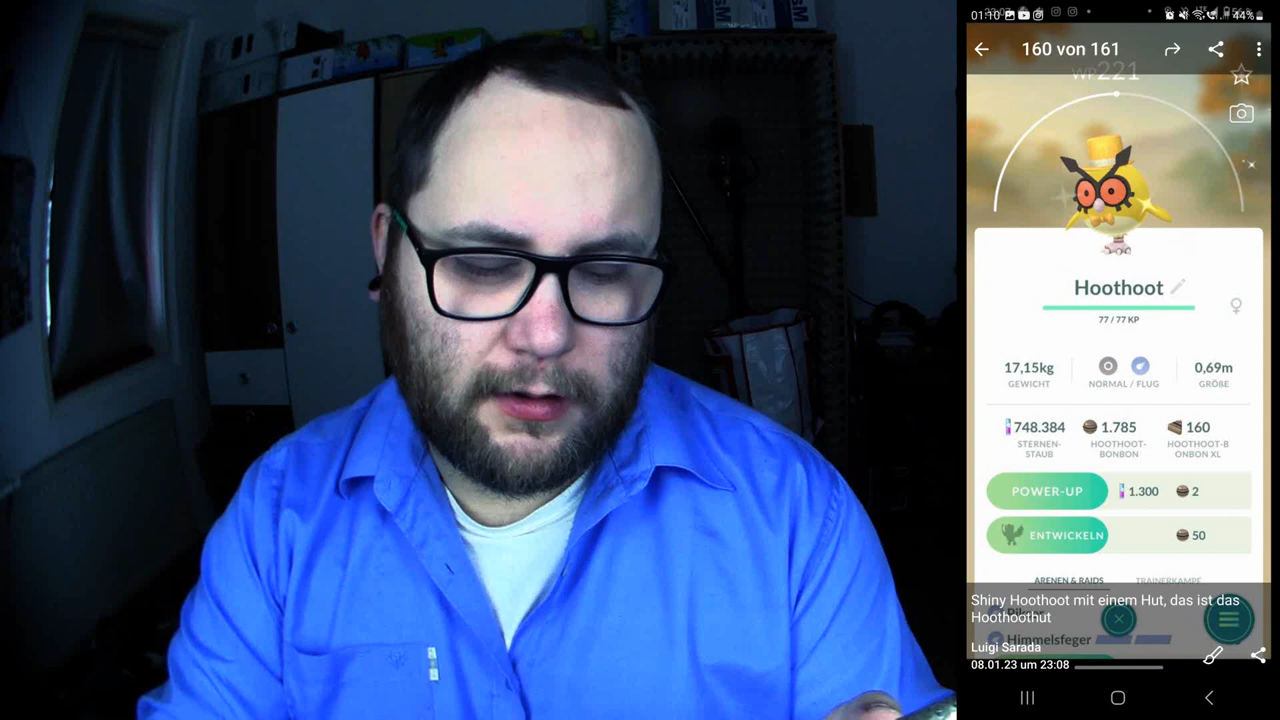 01:10
44%
160 von 161
WP221
Hoothoot
77 / 77 KP
17,15kg
GEWICHT
NORMAL / FLUG
0,69m
GRÖßE
748.384
STERNEN-
STAUB
1.785
HOOTHOOT-
BONBON
160
HOOTHOOT-B
ONBON XL
POWER-UP
1.300
2
ENTWICKELN
50
ARENEN & RAIDS
TRAINERKÄMPFE
Shiny Hoothoot mit einem Hut, das ist das
Hoothoothut
Himmelsfeger
Luigi Sarada
08.01.23 um 23:08